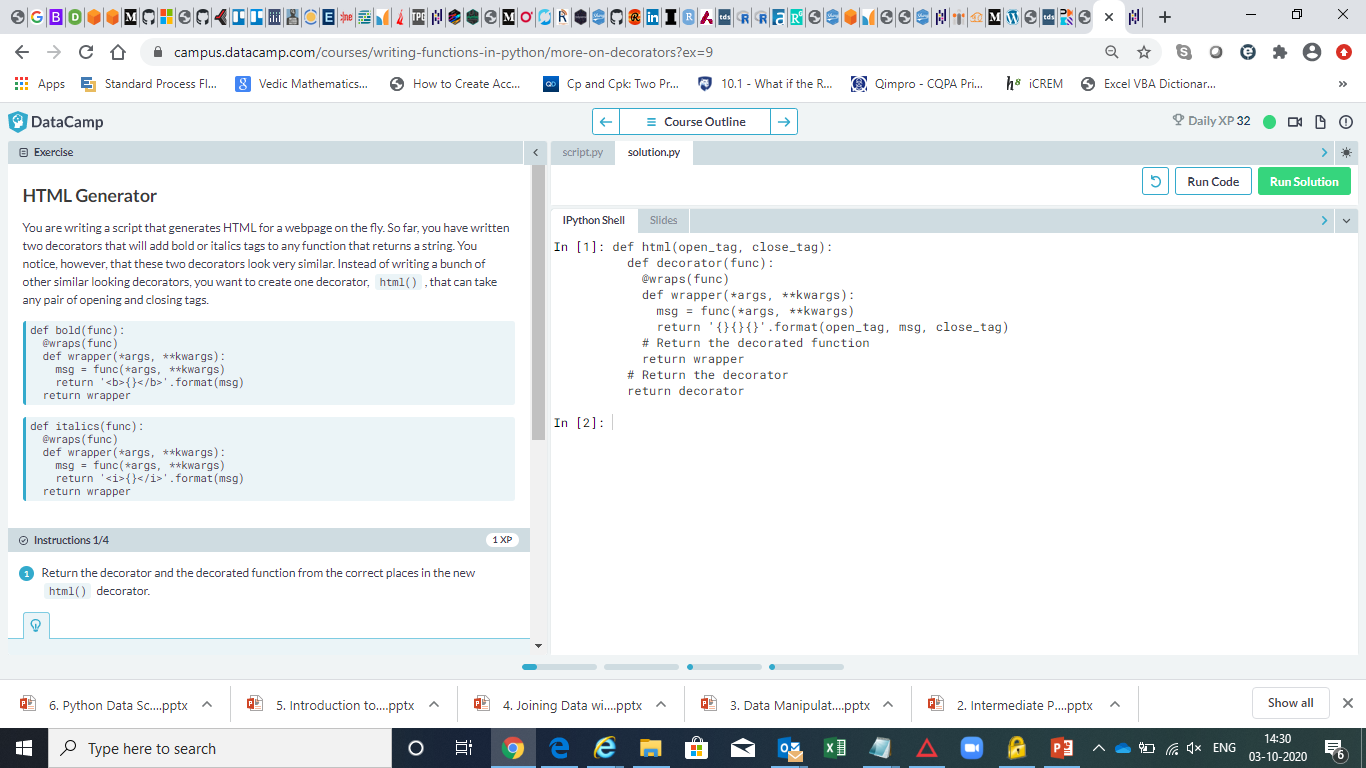 campus.datacamp.com/courses/writing-functions-in-python/more-on-decorators?ex=9
Apps
Standard Process Fl...
Vedic Mathematics...
How to Create Acc...
Cp and Cpk: Two Pr...
10.1 - What if the R...
Qimpro - CQPA Pri...
iCREM
Excel VBA Dictionar...
»
DataCamp
Course Outline
Daily XP 32
Exercise
script.py
solution.py
Run Code
Run Solution
HTML Generator
You are writing a script that generates HTML for a webpage on the fly. So far, you have written
two decorators that will add bold or italics tags to any function that returns a string. You
notice, however, that these two decorators look very similar. Instead of writing a bunch of
other similar looking decorators, you want to create one decorator, html() , that can take
any pair of opening and closing tags.
def bold(func):
@wraps(func)
def wrapper(*args, **kwargs):
msg = func(*args, **kwargs)
return '<b>{}</b>'.format(msg)
return wrapper
def italics(func):
@wraps(func)
def wrapper(*args, **kwargs):
msg = func(*args, **kwargs)
return '<i>{}</i>'.format(msg)
return wrapper
Instructions 1/4
1 XP
1
Return the decorator and the decorated function from the correct places in the new
html() decorator.
IPython Shell
Slides
In [1]: def html(open_tag, close_tag):
def decorator(func):
@wraps(func)
def wrapper(*args, **kwargs):
msg = func(*args, **kwargs)
return '{}{}{}'.format(open_tag, msg, close_tag)
# Return the decorated function
return wrapper
# Return the decorator
return decorator
In [2]:
6. Python Data Sc....pptx
5. Introduction to....pptx
4. Joining Data wi....pptx
3. Data Manipulat....pptx
2. Intermediate P....pptx
Show all
Type here to search
ENG
14:30
03-10-2020
6